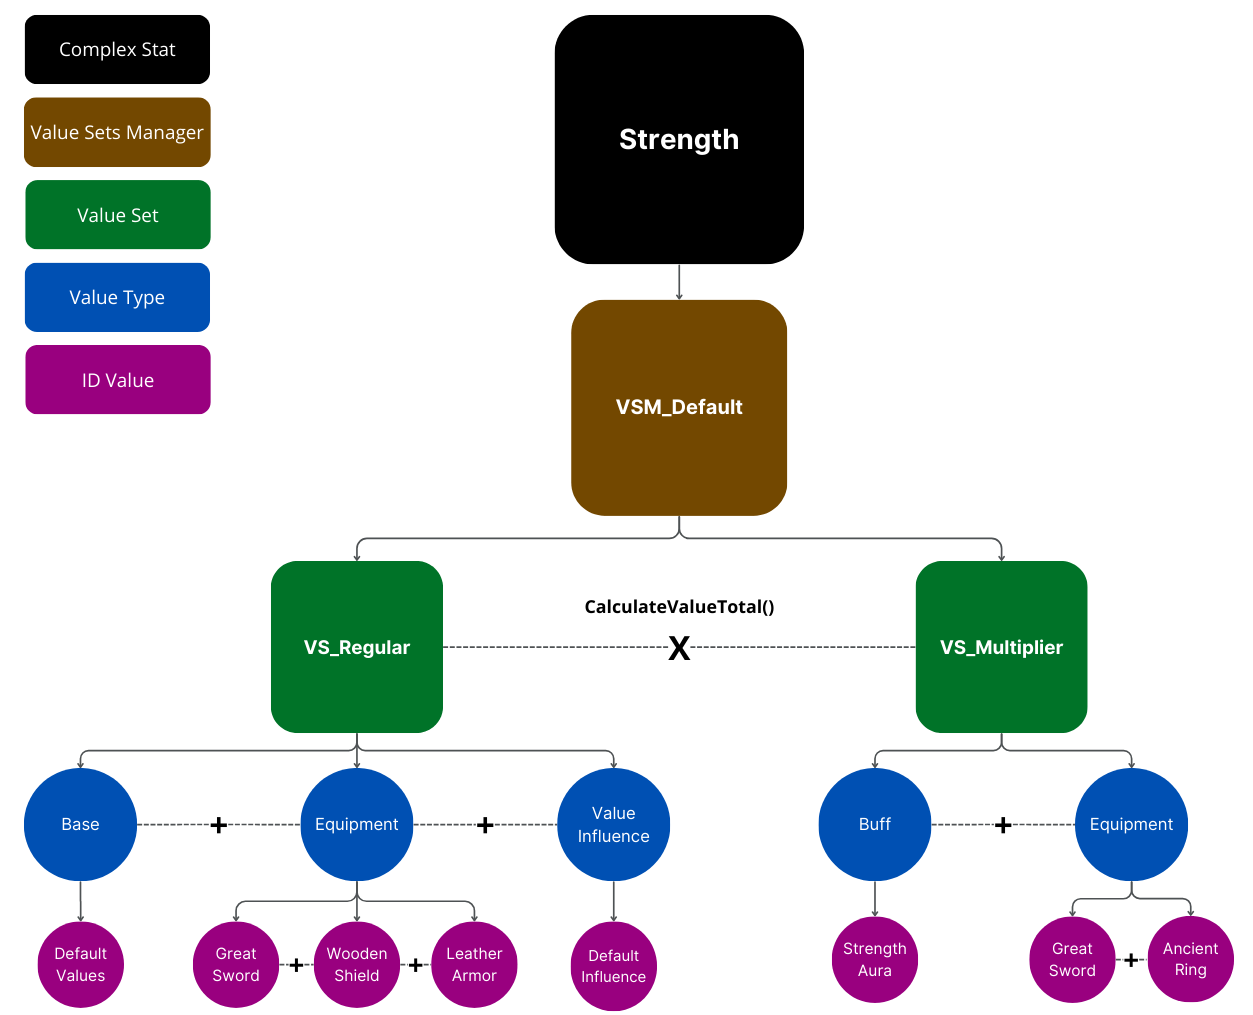 Complex Stat
Value Sets Manager
Value Set
Value Type
ID Value
Strength
VSM_Default
CalculateValueTotal()
VS_Regular
X
VS_Multiplier
Base
+
Equipment
+
Value
Influence
Buff
+
Equipment
Default
Values
Great
Sword
+
Wooden
Shield
+
Leather
Armor
Default
Influence
Strength
Aura
Great
Sword
+
Ancient
Ring